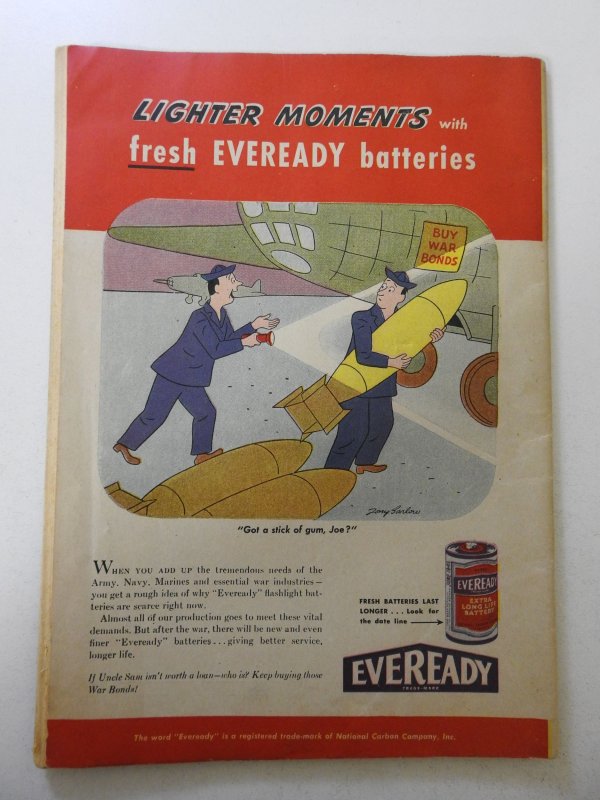 LIGHTER MOMENTS with
fresh EVEREADY batteries
BUY
WAR
BONDS
Tony Barlow
"Got a stick of gum, Joe?"
WHEN YOU ADD UP the tremendous needs of the
Army, Navy, Marines and essential war industries—
you get a rough idea of why "Eveready" flashlight bat-
teries are scarce right now.
Almost all of our production goes to meet these vital
demands. But after the war, there will be new and even
finer "Eveready" batteries...giving better service,
longer life.
If Uncle Sam isn't worth a loan—who is? Keep buying those
War Bonds!
FRESH BATTERIES LAST
LONGER... Look for
the date line
EVEREADY
EXTRA
LONG LIFE
BATTERY
EVEREADY
TRADE-MARK
The word "Eveready" is a registered trade-mark of National Carbon Company, Inc.